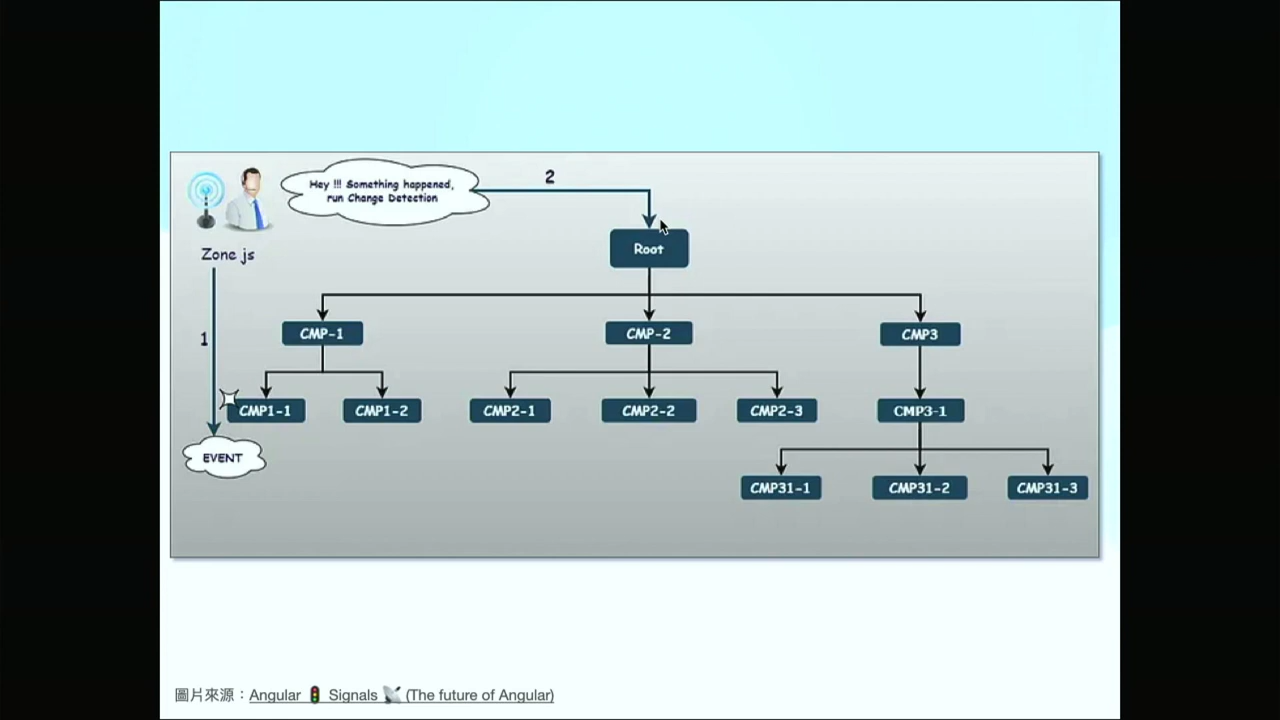 Hey !!! Something happened,
run Change Detection
2
Zone js
Root
1
CMP-1
CMP-2
CMP3
CMP1-1
CMP1-2
CMP2-1
CMP2-2
CMP2-3
CMP3-1
EVENT
CMP31-1
CMP31-2
CMP31-3
圖片來源：Angular 🚦 Signals 📡 (The future of Angular)